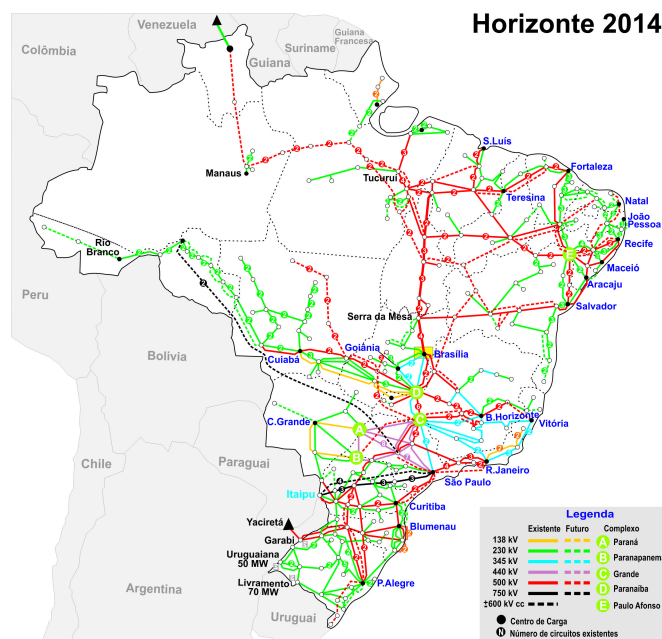 Horizonte 2014
Venezuela
Guiana
Francesa
Suriname
Colômbia
Guiana
S.Luís
Manaus
Tucuruí
Fortaleza
Teresina
Natal
João
Pessoa
Recife
Rio
Branco
E
Maceió
Aracaju
Peru
Salvador
Serra da Mesa
Goiânia
Brasília
Cuiabá
Bolívia
D
C.Grande
A
C
B.Horizonte
Vitória
B
Paraguai
R.Janeiro
Chile
São Paulo
Itaipu
Curitiba
Yaciretá
Blumenau
Garabi
Uruguaiana
50 MW
Livramento
70 MW
P.Alegre
Argentina
Uruguai
Legenda
Existente Futuro Complexo
138 kV A Paraná
230 kV B Paranapanema
345 kV
440 kV C Grande
500 kV D Paranaíba
750 kV
‡600 kV cc E Paulo Afonso
Centro de Carga
N Número de circuitos existentes